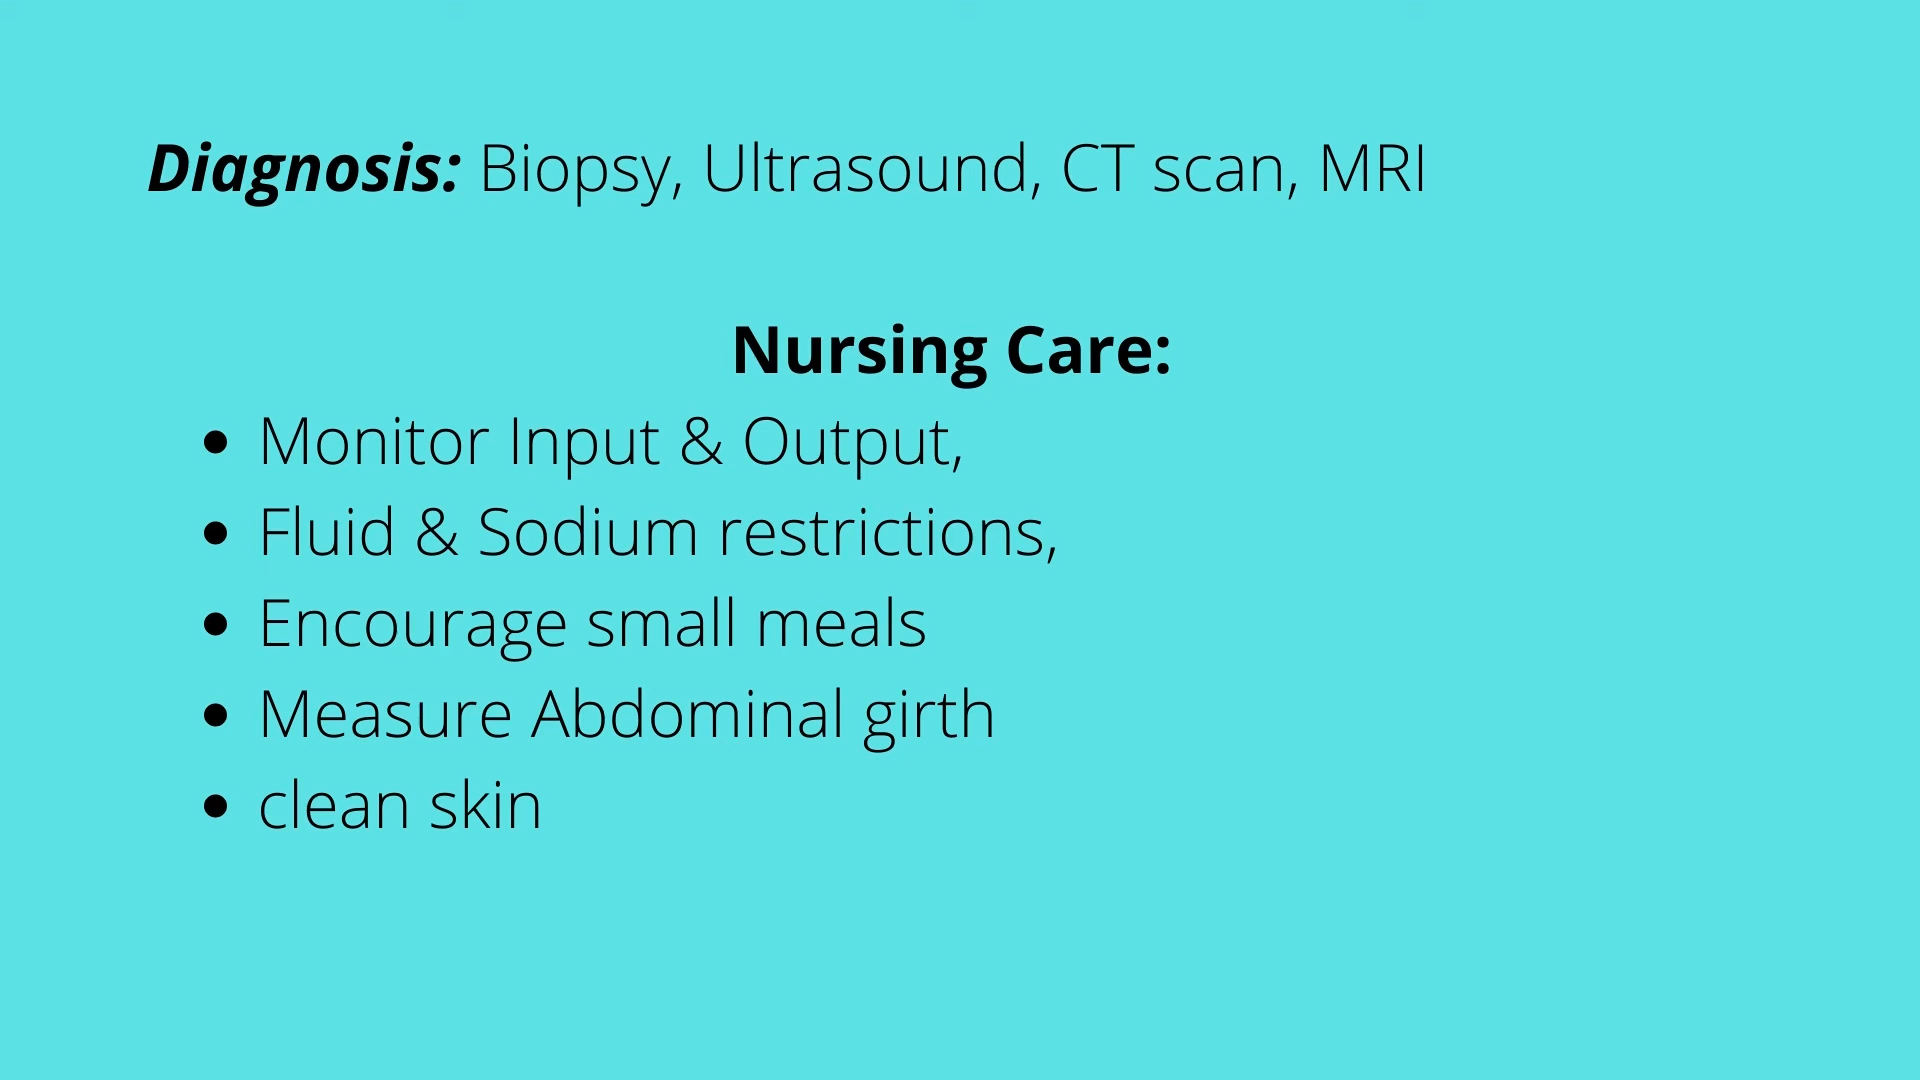 Diagnosis: Biopsy, Ultrasound, CT scan, MRI
Nursing Care:
• Monitor Input & Output,
• Fluid & Sodium restrictions,
• Encourage small meals
• Measure Abdominal girth
• clean skin